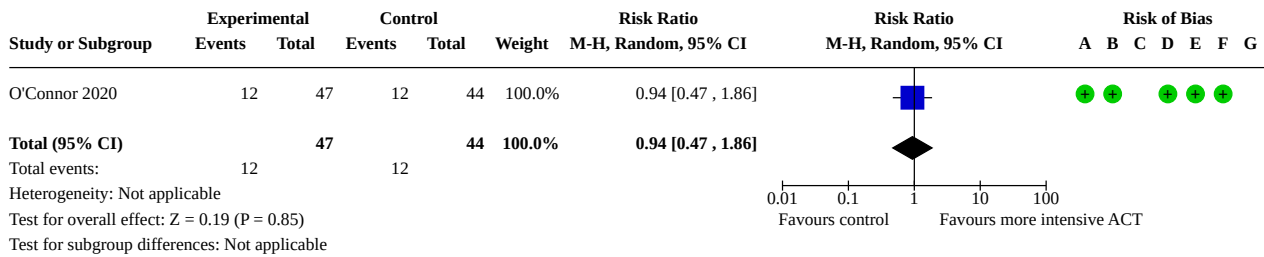 Experimental Control Risk Ratio Risk Ratio Risk of Bias
Study or Subgroup Events Total Events Total Weight M-H, Random, 95% CI M-H, Random, 95% CI A B C D E F G
O'Connor 2020 12 47 12 44 100.0% 0.94 [0.47 , 1.86] + + + + +
Total (95% CI) 47 44 100.0% 0.94 [0.47 , 1.86]
Total events: 12 12
Heterogeneity: Not applicable
0.01 0.1 1 10 100
Test for overall effect: Z = 0.19 (P = 0.85) Favours control Favours more intensive ACT
Test for subgroup differences: Not applicable